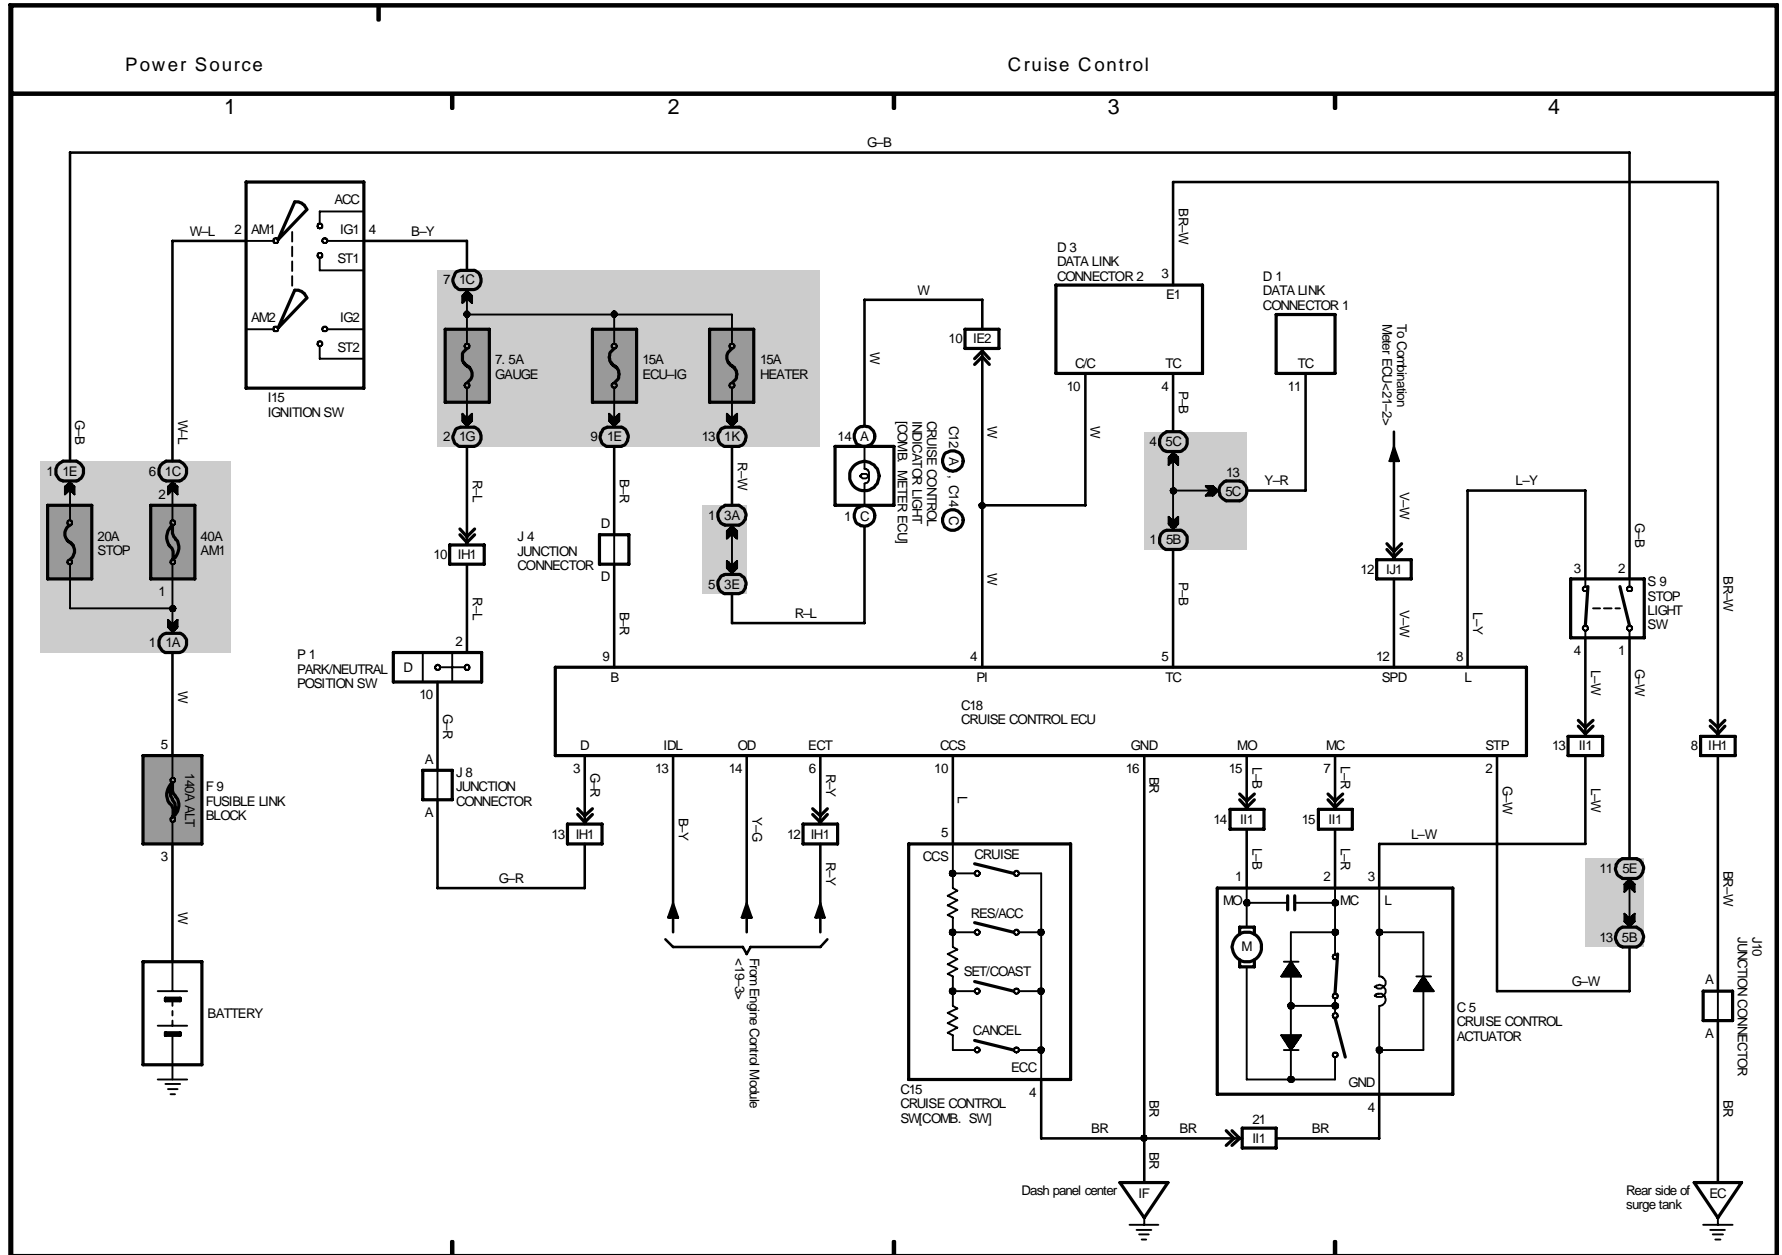 Power Source
Cruise Control
1
2
3
4
G–B
ACC
W–L
2
AM1
IG1
4
B–Y
ST1
AM2
IG2
ST2
I15
IGNITION SW
7
1C
7. 5A
GAUGE
15A
ECU–IG
15A
HEATER
2
1G
9
1E
13
1K
G–B
W–L
1
1E
6
1C
2
20A
STOP
40A
AM1
1
1
1A
W
5
140A ALT
F 9
FUSIBLE LINK
BLOCK
3
W
BATTERY
R–L
10
IH1
R–L
P 1
PARK/NEUTRAL
POSITION SW
D
2
10
G–R
A
J 8
JUNCTION
CONNECTOR
A
G–R
B–R
D
J 4
JUNCTION
CONNECTOR
D
B–R
R–W
1
3A
5
3E
R–L
W
W
14
A
1
C
C12 A , C14 C
CRUISE CONTROL
INDICATOR LIGHT
[COMB. METER ECU]
10
IE2
W
W
W
D 3
DATA LINK
CONNECTOR 2
3
E1
BR–W
C/C
TC
10
4
P–B
D 1
DATA LINK
CONNECTOR 1
TC
11
4
5C
13
5C
Y–R
1
5B
P–B
To Combination
Meter ECU<21–2>
V–W
12
IJ1
V–W
L–Y
L–Y
G–B
3
2
S 9
STOP
LIGHT
SW
4
1
L–W
G–W
BR–W
9
4
5
12
8
B
PI
TC
SPD
L
C18
CRUISE CONTROL ECU
D
IDL
OD
ECT
CCS
GND
MO
MC
STP
3
13
14
6
10
16
15
7
2
G–R
13
IH1
B–Y
Y–G
R–Y
12
IH1
R–Y
From Engine Control Module
<19–3>
L
5
CCS
CRUISE
RES/ACC
SET/COAST
CANCEL
ECC
4
C15
CRUISE CONTROL
SW[COMB. SW]
BR
BR
BR
BR
21
II1
BR
BR
Dash panel center
IF
L–B
14
II1
L–B
L–R
15
II1
L–R
1
2
3
MO
MC
L
M
GND
4
C 5
CRUISE CONTROL
ACTUATOR
G–W
L–W
13
II1
L–W
11
5E
13
5B
G–W
8
IH1
BR–W
A
J10
JUNCTION CONNECTOR
A
BR
Rear side of
surge tank
EC